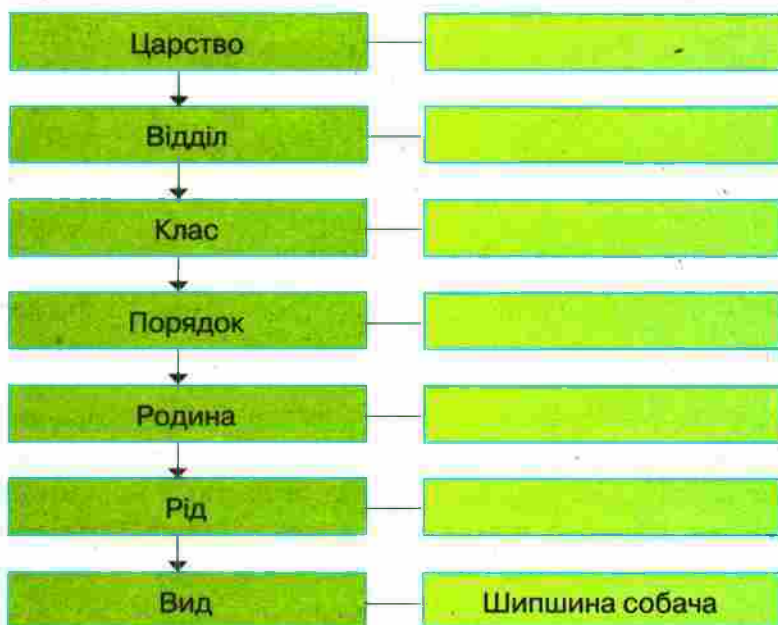 Царство
Відділ
Клас
Порядок
Родина
Рід
Вид
Шипшина собача